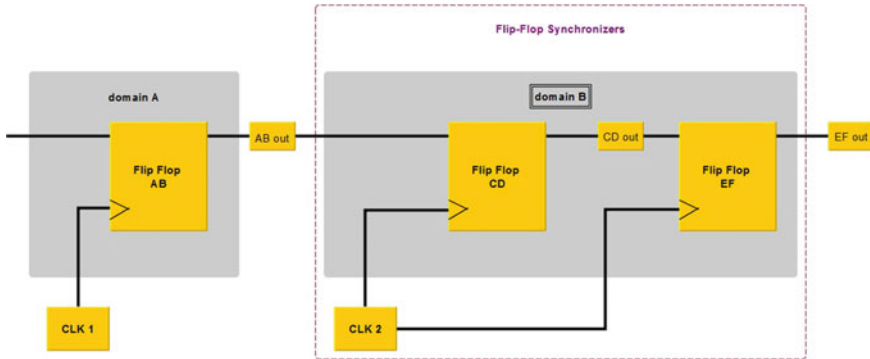 Flip-Flop Synchronizers
domain A
domain B
AB out
CD out
EF out
Flip Flop
AB
Flip Flop
CD
Flip Flop
EF
CLK 1
CLK 2